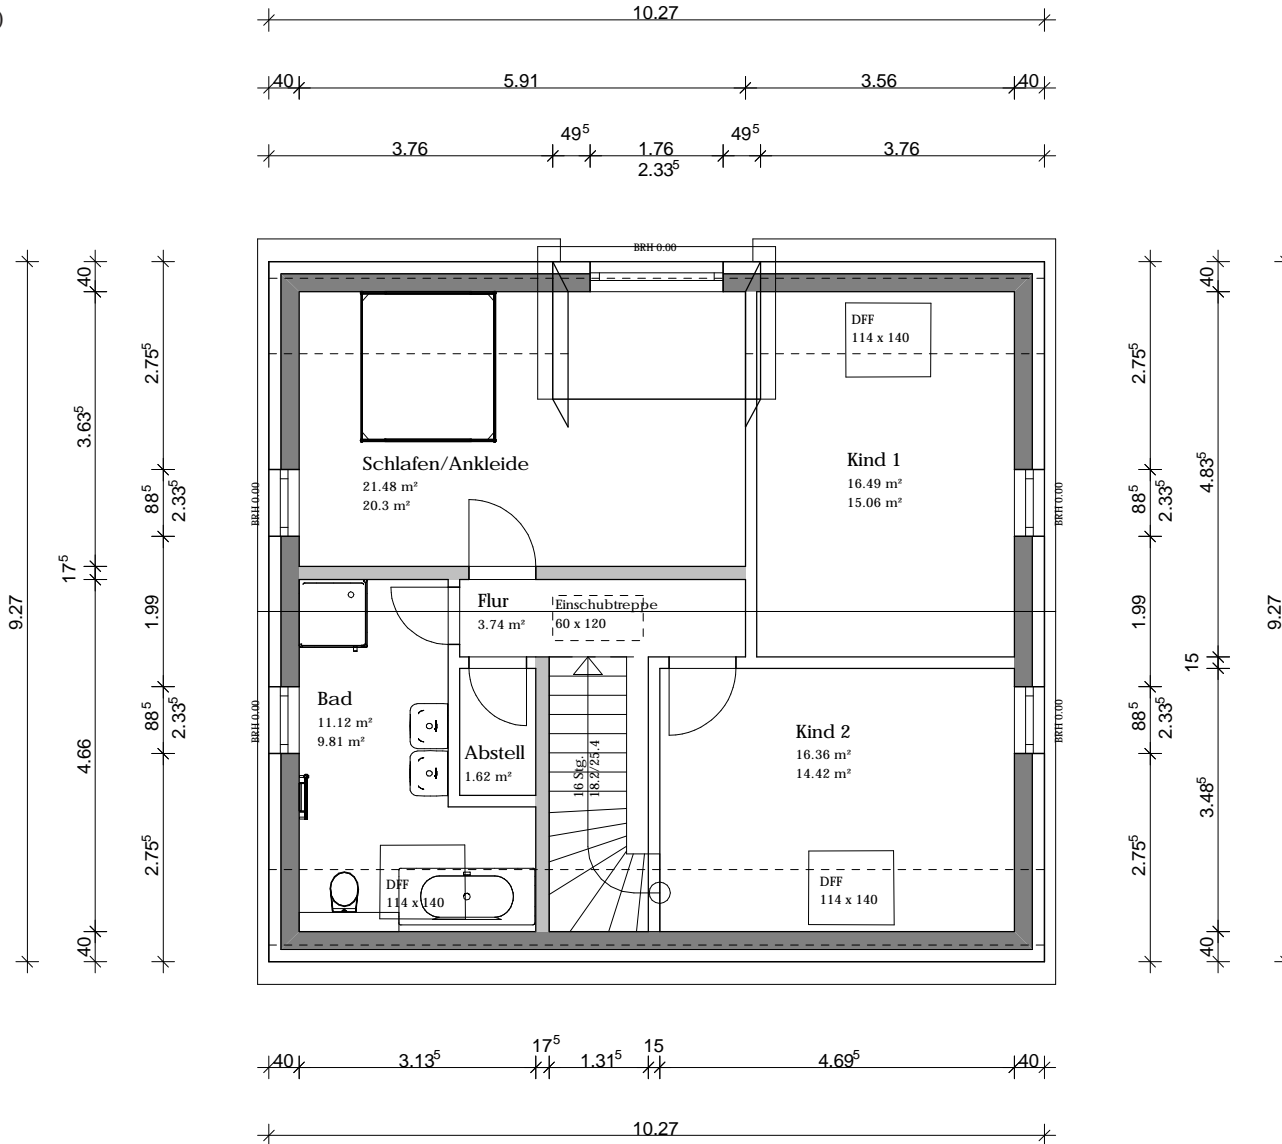 )
10.27
40 5.91 3.56 40
3.76 49⁵ 1.76 49⁵ 3.76
2.33⁵
BRH 0.00
9.27
40
3.63⁵
17⁵
4.66
40
2.75⁵
88⁵
2.33⁵
1.99
88⁵
2.33⁵
2.75⁵
BRH 0.00
BRH 0.00
DFF
114 x 140
Schlafen/Ankleide
21.48 m²
20.3 m²
Kind 1
16.49 m²
15.06 m²
Flur
3.74 m²
Einschubtreppe
60 x 120
Bad
11.12 m²
9.81 m²
Abstell
1.62 m²
16 Stg.
18.2/25.4
Kind 2
16.36 m²
14.42 m²
DFF
114 x 140
DFF
114 x 140
BRH 0.00
BRH 0.00
2.75⁵
88⁵
2.33⁵
1.99
88⁵
2.33⁵
2.75⁵
40
4.83⁵
15
3.48⁵
40
9.27
40 3.13⁵ 17⁵ 1.31⁵ 15 4.69⁵ 40
10.27